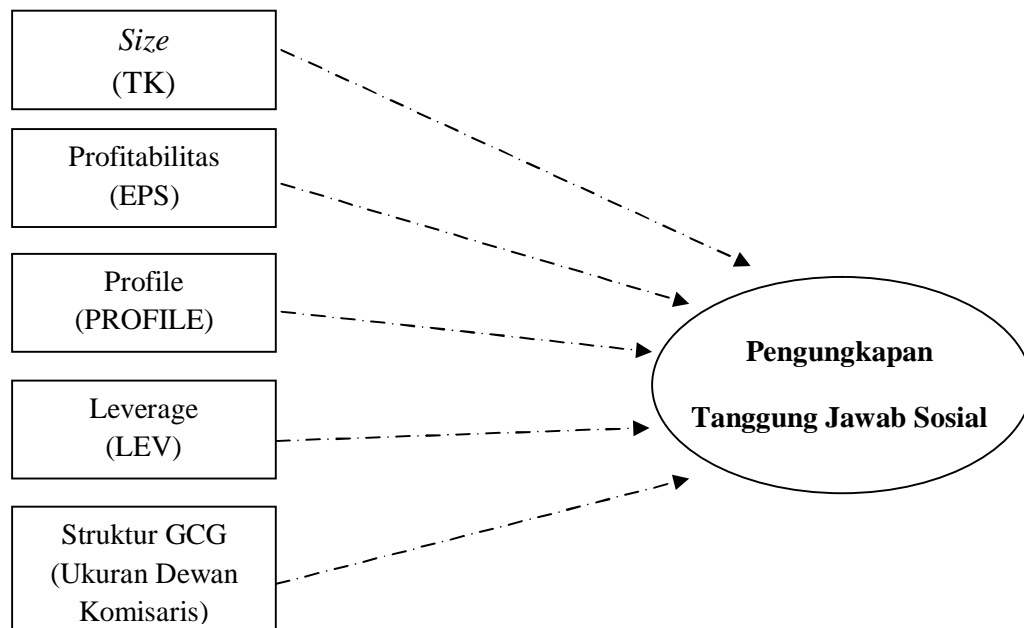 Size
(TK)
Profitabilitas
(EPS)
Profile
(PROFILE)
Leverage
(LEV)
Struktur GCG
(Ukuran Dewan
Komisaris)
Pengungkapan
Tanggung Jawab Sosial